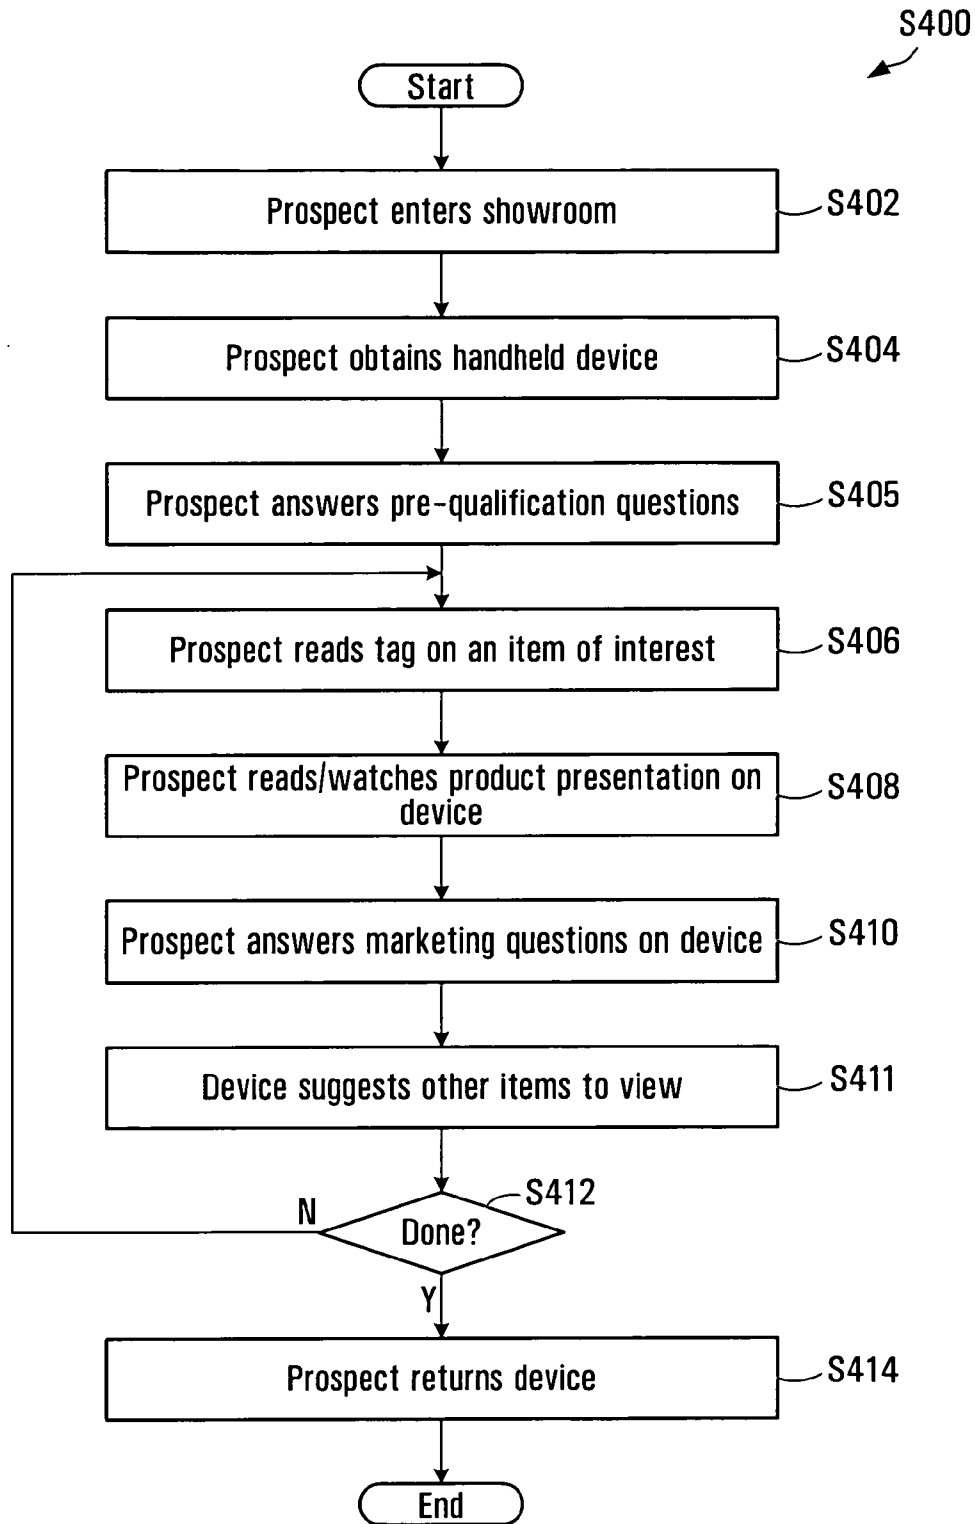 S400
Start
Prospect enters showroom
S402
Prospect obtains handheld device
S404
Prospect answers pre-qualification questions
S405
Prospect reads tag on an item of interest
S406
Prospect reads/watches product presentation on
device
S408
Prospect answers marketing questions on device
S410
Device suggests other items to view
S411
S412
N
Done?
Y
Prospect returns device
S414
End